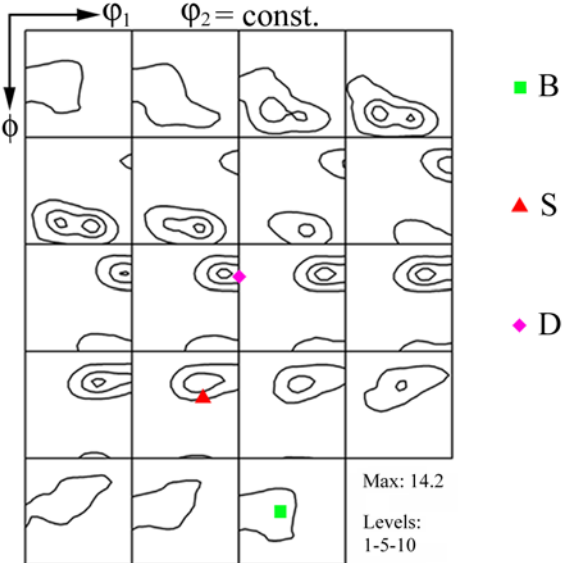 φ₁ φ₂ = const.
ϕ
B
S
D
Max: 14.2
Levels:
1-5-10